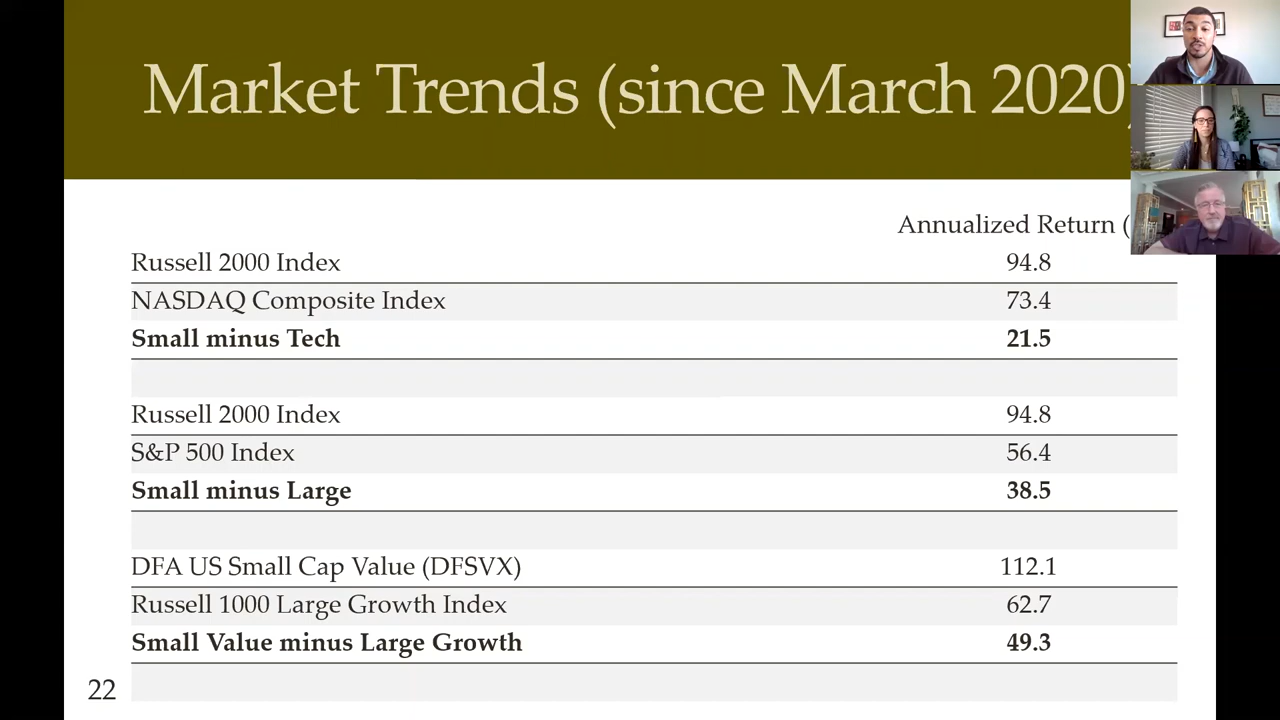 Market Trends (since March 2020)
Annualized Return (
Russell 2000 Index 94.8
NASDAQ Composite Index 73.4
Small minus Tech 21.5
Russell 2000 Index 94.8
S&P 500 Index 56.4
Small minus Large 38.5
DFA US Small Cap Value (DFSVX) 112.1
Russell 1000 Large Growth Index 62.7
Small Value minus Large Growth 49.3
22